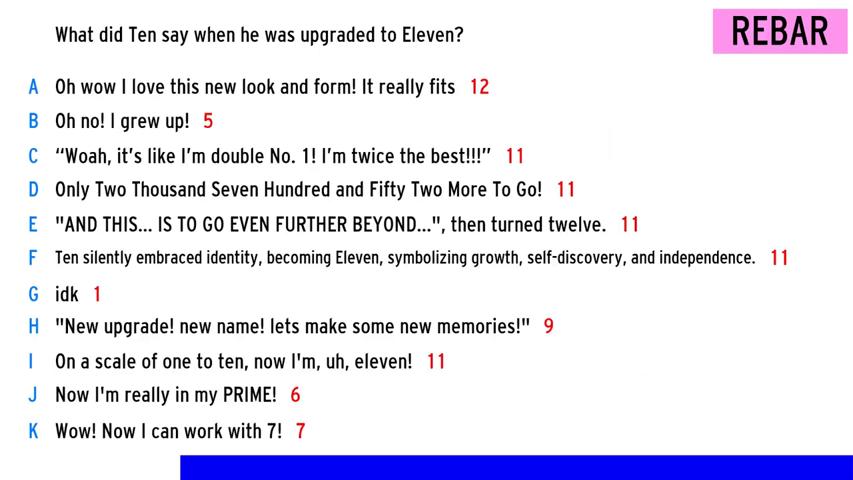 What did Ten say when he was upgraded to Eleven?
REBAR
A Oh wow I love this new look and form! It really fits 12
B Oh no! I grew up! 5
C “Woah, it’s like I’m double No. 1! I’m twice the best!!!” 11
D Only Two Thousand Seven Hundred and Fifty Two More To Go! 11
E "AND THIS... IS TO GO EVEN FURTHER BEYOND...", then turned twelve. 11
F Ten silently embraced identity, becoming Eleven, symbolizing growth, self-discovery, and independence. 11
G idk 1
H "New upgrade! new name! lets make some new memories!" 9
I On a scale of one to ten, now I'm, uh, eleven! 11
J Now I'm really in my PRIME! 6
K Wow! Now I can work with 7! 7